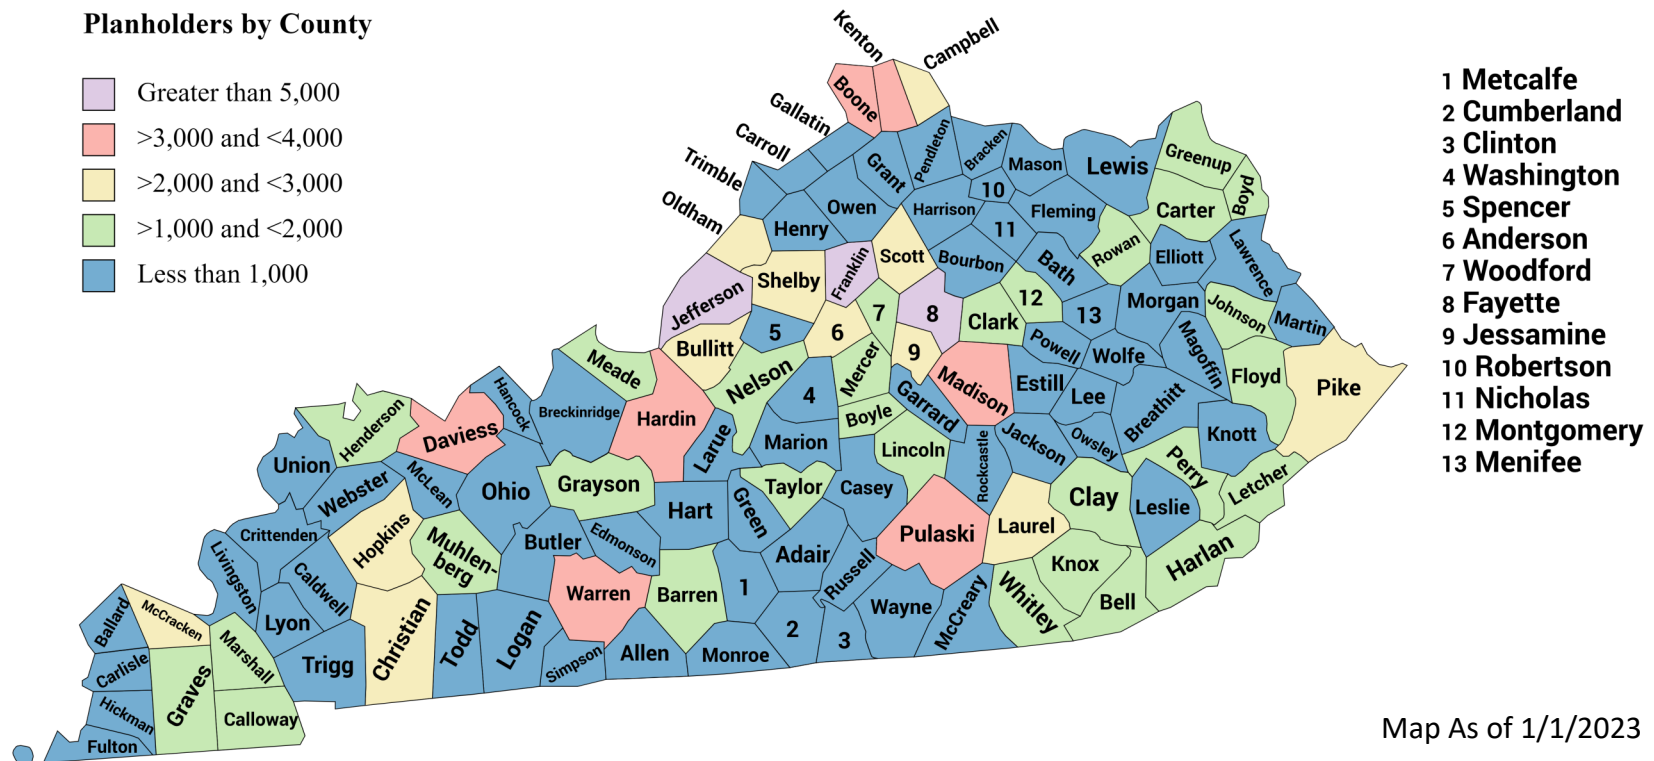 Planholders by County
Greater than 5,000
>3,000 and <4,000
>2,000 and <3,000
>1,000 and <2,000
Less than 1,000
Kenton
Campbell
Boone
Gallatin
Carroll
Trimble
Oldham
Grant
Pendleton
Bracken
Mason
Lewis
Greenup
Boyd
Carter
10
Owen
Harrison
Fleming
Henry
11
Rowan
Elliott
Lawrence
Shelby
Franklin
Scott
Bourbon
Bath
Jefferson
7
8
12
13
Morgan
Johnson
Martin
Clark
5
6
Bullitt
9
Powell
Wolfe
Magoffin
Meade
Nelson
Mercer
Madison
Estill
Lee
Floyd
Pike
Hancock
Breckinridge
Hardin
4
Garrard
Breathitt
Boyle
Henderson
Daviess
Larue
Marion
Lincoln
Rockcastle
Jackson
Owsley
Knott
Union
Webster
McLean
Ohio
Grayson
Taylor
Casey
Perry
Letcher
Clay
Leslie
Hart
Green
Crittenden
Hopkins
Muhlen-
berg
Butler
Edmonson
Adair
Pulaski
Laurel
Harlan
Livingston
Caldwell
Russell
Knox
Warren
Barren
1
Whitley
Bell
Ballard
McCracken
Lyon
Christian
Todd
Logan
Wayne
McCreary
2
3
Carlisle
Marshall
Trigg
Simpson
Allen
Monroe
Graves
Hickman
Calloway
Fulton
1 Metcalfe
2 Cumberland
3 Clinton
4 Washington
5 Spencer
6 Anderson
7 Woodford
8 Fayette
9 Jessamine
10 Robertson
11 Nicholas
12 Montgomery
13 Menifee
Map As of 1/1/2023